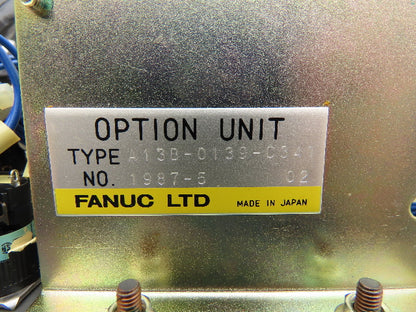 OPTION UNIT
TYPE A13B-0139-C341
NO. 1987-5 02
FANUC LTD MADE IN JAPAN